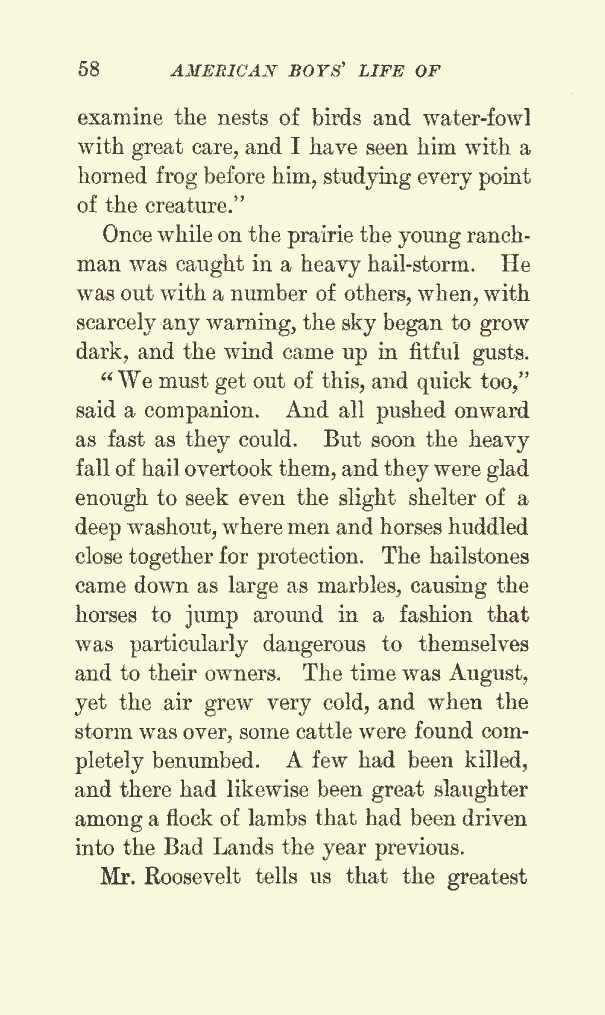 58 AMERICAN BOYS' LIFE OF
examine the nests of birds and water-fowl
with great care, and I have seen him with a
horned frog before him, studying every point
of the creature."
Once while on the prairie the young ranch-
man was caught in a heavy hail-storm. He
was out with a number of others, when, with
scarcely any warning, the sky began to grow
dark, and the wind came up in fitful gusts.
"We must get out of this, and quick too,"
said a companion. And all pushed onward
as fast as they could. But soon the heavy
fall of hail overtook them, and they were glad
enough to seek even the slight shelter of a
deep washout, where men and horses huddled
close together for protection. The hailstones
came down as large as marbles, causing the
horses to jump around in a fashion that
was particularly dangerous to themselves
and to their owners. The time was August,
yet the air grew very cold, and when the
storm was over, some cattle were found com-
pletely benumbed. A few had been killed,
and there had likewise been great slaughter
among a flock of lambs that had been driven
into the Bad Lands the year previous.
Mr. Roosevelt tells us that the greatest